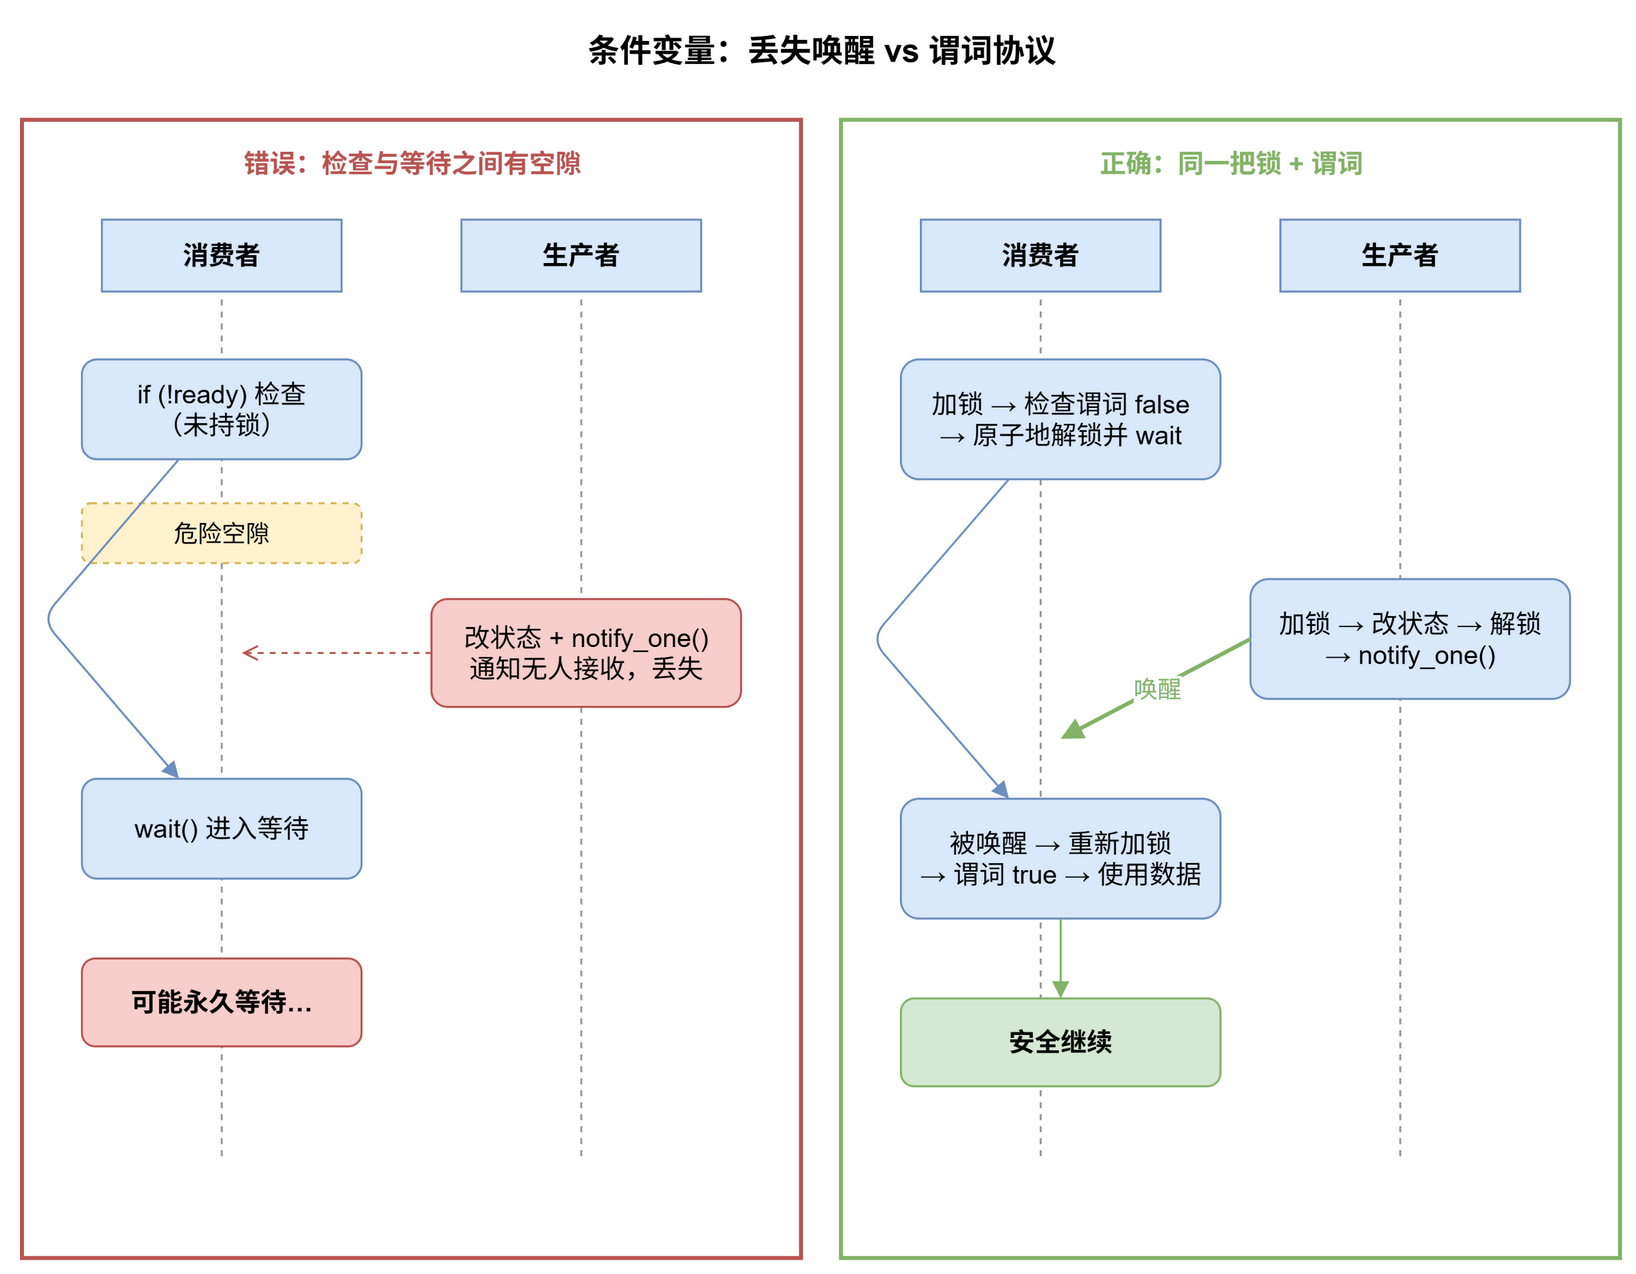 条件变量：丢失唤醒 vs 谓词协议
错误：检查与等待之间有空隙
消费者
生产者
if (!ready) 检查
（未持锁）
危险空隙
改状态 + notify_one()
通知无人接收，丢失
wait() 进入等待
可能永久等待...
正确：同一把锁 + 谓词
消费者
生产者
加锁 → 检查谓词 false
→ 原子地解锁并 wait
加锁 → 改状态 → 解锁
→ notify_one()
唤醒
被唤醒 → 重新加锁
→ 谓词 true → 使用数据
安全继续